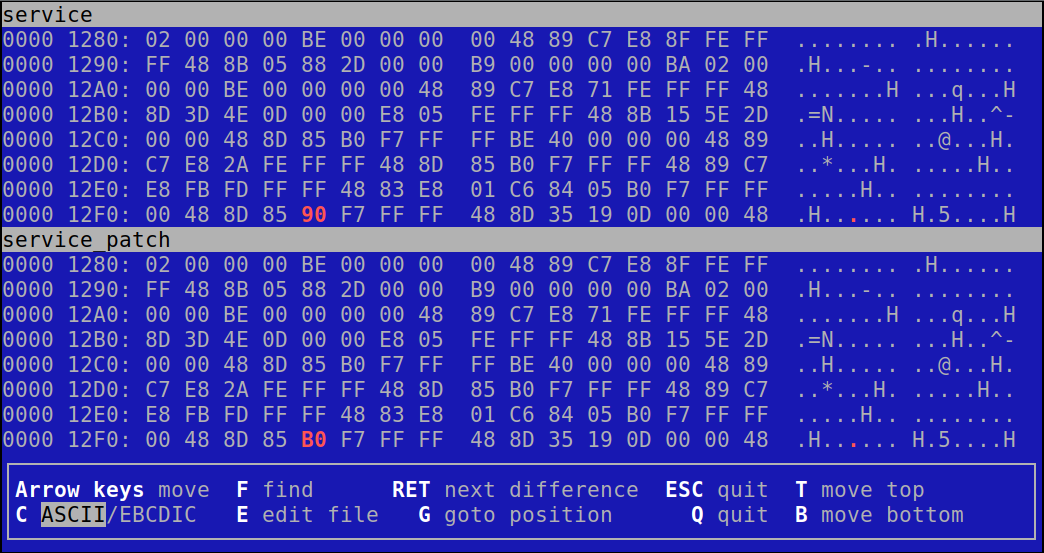 service
0000 1280: 02 00 00 00 BE 00 00 00  00 48 89 C7 E8 8F FE FF  ........ .H......
0000 1290: FF 48 8B 05 88 2D 00 00  B9 00 00 00 00 BA 02 00  .H...-.. ........
0000 12A0: 00 00 BE 00 00 00 00 48  89 C7 E8 71 FE FF FF 48  .......H ...q...H
0000 12B0: 8D 3D 4E 0D 00 00 E8 05  FE FF FF 48 8B 15 5E 2D  .=N..... ...H..^-
0000 12C0: 00 00 48 8D 85 B0 F7 FF  FF BE 40 00 00 00 48 89  ..H..... ..@...H.
0000 12D0: C7 E8 2A FE FF FF 48 8D  85 B0 F7 FF FF 48 89 C7  ..*...H. .....H..
0000 12E0: E8 FB FD FF FF 48 83 E8  01 C6 84 05 B0 F7 FF FF  .....H.. ........
0000 12F0: 00 48 8D 85 90 F7 FF FF  48 8D 35 19 0D 00 00 48  .H...... H.5....H
service_patch
0000 1280: 02 00 00 00 BE 00 00 00  00 48 89 C7 E8 8F FE FF  ........ .H......
0000 1290: FF 48 8B 05 88 2D 00 00  B9 00 00 00 00 BA 02 00  .H...-.. ........
0000 12A0: 00 00 BE 00 00 00 00 48  89 C7 E8 71 FE FF FF 48  .......H ...q...H
0000 12B0: 8D 3D 4E 0D 00 00 E8 05  FE FF FF 48 8B 15 5E 2D  .=N..... ...H..^-
0000 12C0: 00 00 48 8D 85 B0 F7 FF  FF BE 40 00 00 00 48 89  ..H..... ..@...H.
0000 12D0: C7 E8 2A FE FF FF 48 8D  85 B0 F7 FF FF 48 89 C7  ..*...H. .....H..
0000 12E0: E8 FB FD FF FF 48 83 E8  01 C6 84 05 B0 F7 FF FF  .....H.. ........
0000 12F0: 00 48 8D 85 B0 F7 FF FF  48 8D 35 19 0D 00 00 48  .H...... H.5....H
Arrow keys move  F find      RET next difference  ESC quit  T move top
C ASCII/EBCDIC   E edit file   G goto position      Q quit  B move bottom